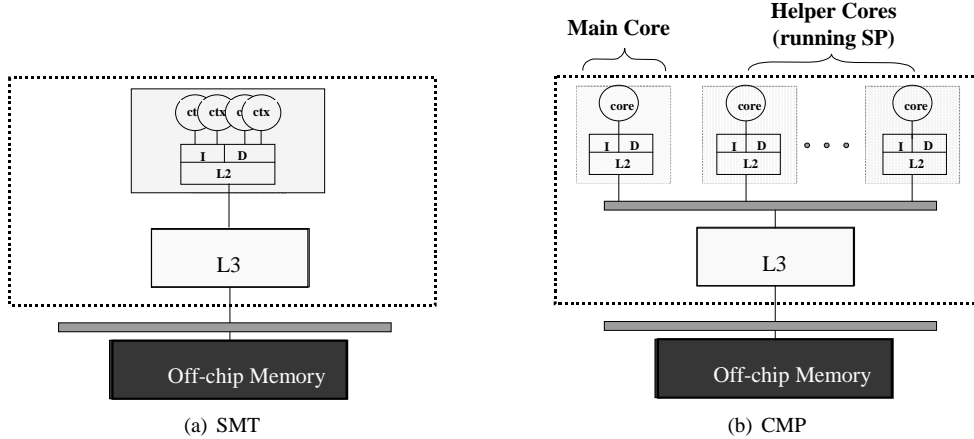 Main Core
Helper Cores
(running SP)
ct ctx c ctx
I D
L2
L3
Off-chip Memory
(a) SMT
core core core
I D I D I D
L2 L2 L2
L3
Off-chip Memory
(b) CMP